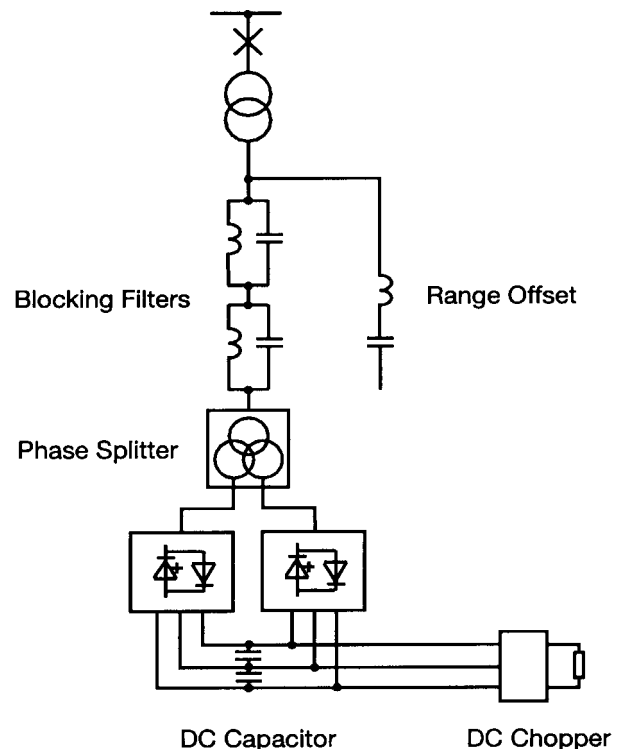 Blocking Filters
Range Offset
Phase Splitter
DC Capacitor
DC Chopper